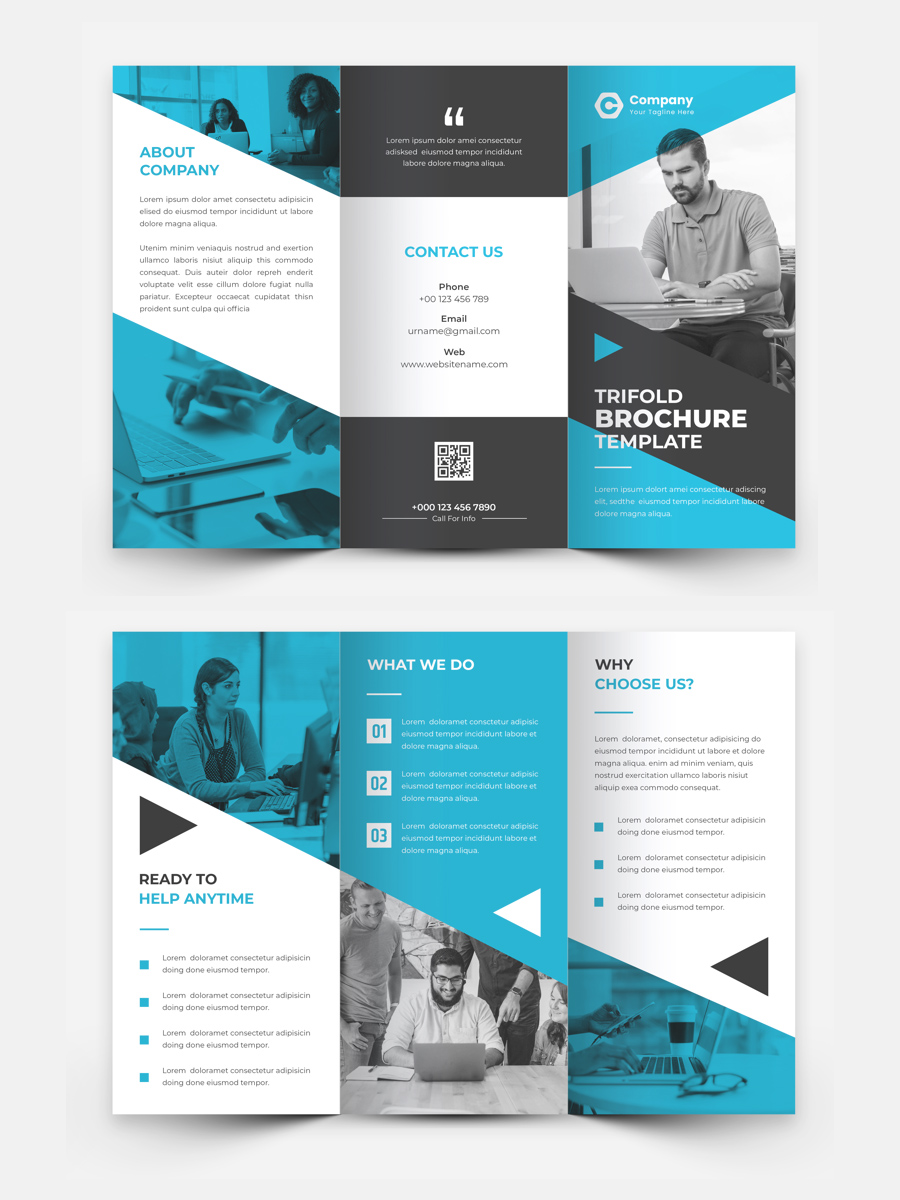 ABOUT
COMPANY
Lorem ipsum dolor amet consectetu adipisicin
elised do eiusmod tempor incididunt ut labore
dolore magna aliqua.
Utenim minim veniaquis nostrud and exertion
ullamco laboris nisiut aliquip this commodo
consequat. Duis auteir dolor repreh enderit
voluptate velit esse cillum dolore fugiat nulla
pariatur. Excepteur occaecat cupidatat thisn
proident sunt culpa qui officia
“
Lorem ipsum dolor amei consectetur
adisksed eiusmod tempor incididunt
labore dolore magna aliqua.
CONTACT US
Phone
+00 123 456 789
Email
urname@gmail.com
Web
www.websitename.com
+000 123 456 7890
Call For Info
Company
Your Tagline Here
TRIFOLD
BROCHURE
TEMPLATE
Lorem ipsum dolort amei consectetur adiscing
elit, sedthe eiusmod tempor incididunt labore
dolore magna aliqua.
READY TO
HELP ANYTIME
Lorem doloramet consectetur adipisicin
doing done eiusmod tempor.
Lorem doloramet consectetur adipisicin
doing done eiusmod tempor.
Lorem doloramet consectetur adipisicin
doing done eiusmod tempor.
Lorem doloramet consectetur adipisicin
doing done eiusmod tempor.
WHAT WE DO
01
Lorem doloramet consctetur adipisic
dolore eiusmod tempor incididunt labore et
dolore magna aliqua.
02
Lorem doloramet consctetur adipisic
dolore eiusmod tempor incididunt labore et
dolore magna aliqua.
03
Lorem doloramet consctetur adipisic
dolore eiusmod tempor incididunt labore et
dolore magna aliqua.
WHY
CHOOSE US?
Lorem doloramet, consectetur adipisicing do
eiusmod tempor incididunt ut labore et dolore
magna aliqua. enim ad minim veniam, quis
nostrud exercitation ullamco laboris nisiut
aliquip exea commodo consequat.
Lorem doloramet consectetur adipisicin
doing done eiusmod tempor.
Lorem doloramet consectetur adipisicin
doing done eiusmod tempor.
Lorem doloramet consectetur adipisicin
doing done eiusmod tempor.